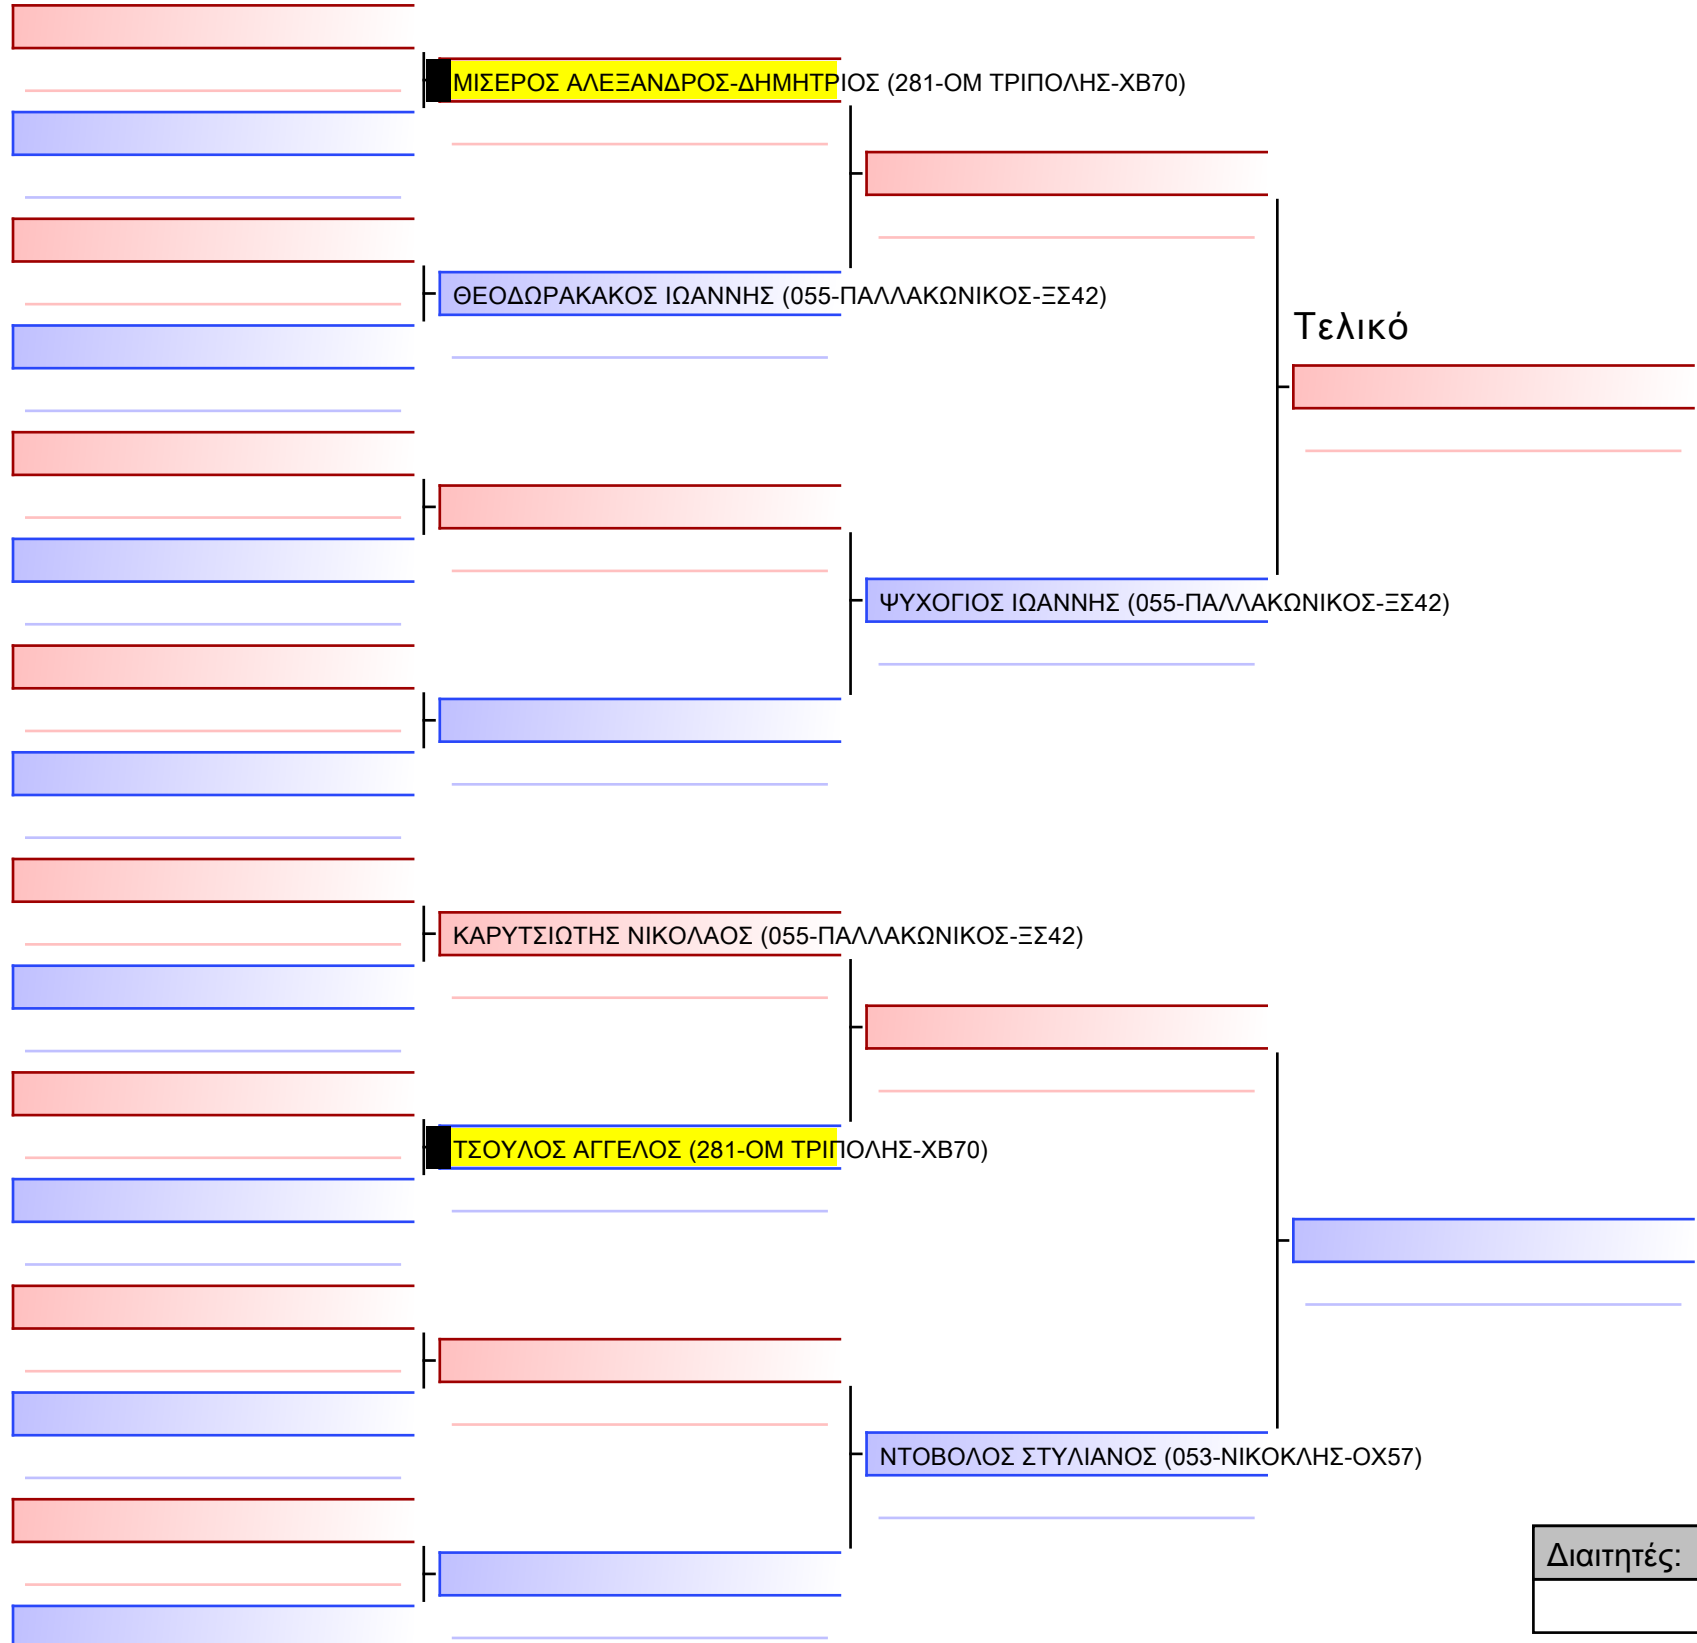 ΜΙΣΕΡΟΣ ΑΛΕΞΑΝΔΡΟΣ-ΔΗΜΗΤΡΙΟΣ (281-ΟΜ ΤΡΙΠΟΛΗΣ-ΧΒ70)
ΘΕΟΔΩΡΑΚΑΚΟΣ ΙΩΑΝΝΗΣ (055-ΠΑΛΛΑΚΩΝΙΚΟΣ-ΞΣ42)
Τελικό
ΨΥΧΟΓΙΟΣ ΙΩΑΝΝΗΣ (055-ΠΑΛΛΑΚΩΝΙΚΟΣ-ΞΣ42)
ΚΑΡΥΤΣΙΩΤΗΣ ΝΙΚΟΛΑΟΣ (055-ΠΑΛΛΑΚΩΝΙΚΟΣ-ΞΣ42)
ΤΣΟΥΛΟΣ ΑΓΓΕΛΟΣ (281-ΟΜ ΤΡΙΠΟΛΗΣ-ΧΒ70)
ΝΤΟΒΟΛΟΣ ΣΤΥΛΙΑΝΟΣ (053-ΝΙΚΟΚΛΗΣ-ΟΧ57)
Διαιτητές: